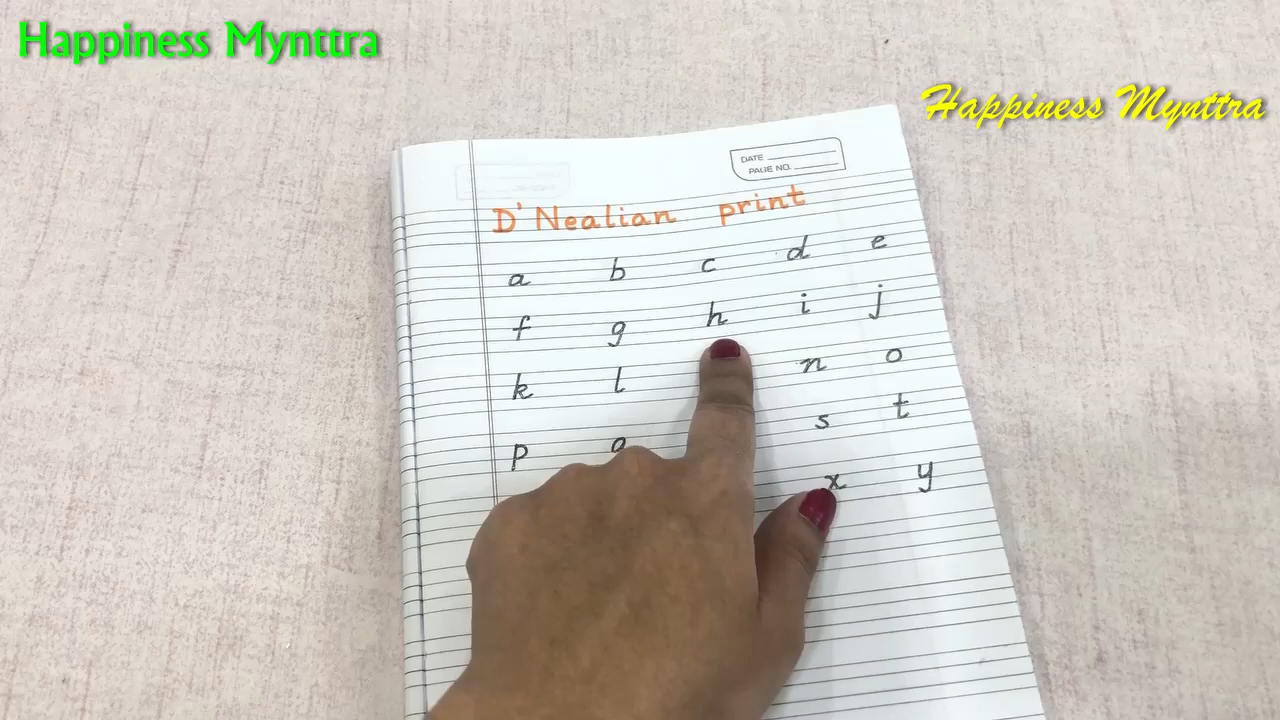 Happiness Mynttra
Happiness Mynttra
DATE
PAGE NO.
D'Nealian print
a b c d e
f g h i j
k l n o
p s t
x y